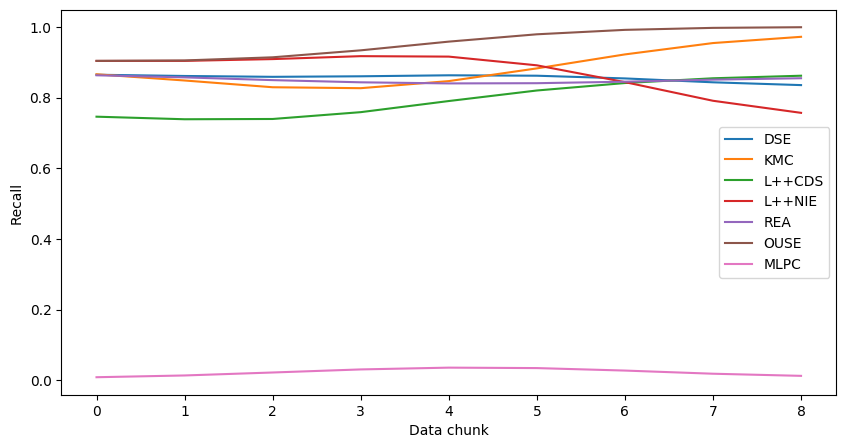 1.0
0.8
0.6
0.4
0.2
0.0
Recall
DSE
KMC
L++CDS
L++NIE
REA
OUSE
MLPC
0 1 2 3 4 5 6 7 8
Data chunk